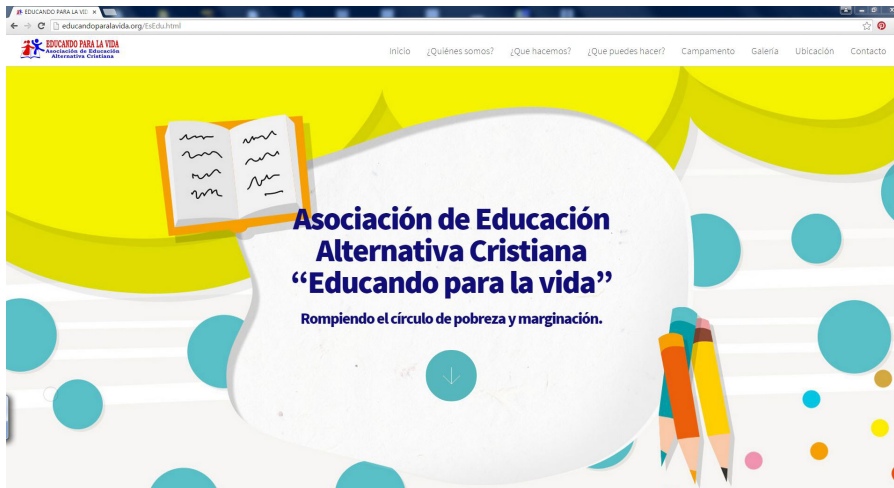 EDUCANDO PARA LA VID
educandoparalavida.org/EsEdu.html
EDUCANDO PARA LA VIDA
Asociación de Educación
Alternativa Cristiana
Inicio ¿Quiénes somos? ¿Que hacemos? ¿Que puedes hacer? Campamento Galería Ubicación Contacto
Asociación de Educación
Alternativa Cristiana
“Educando para la vida”
Rompiendo el círculo de pobreza y marginación.